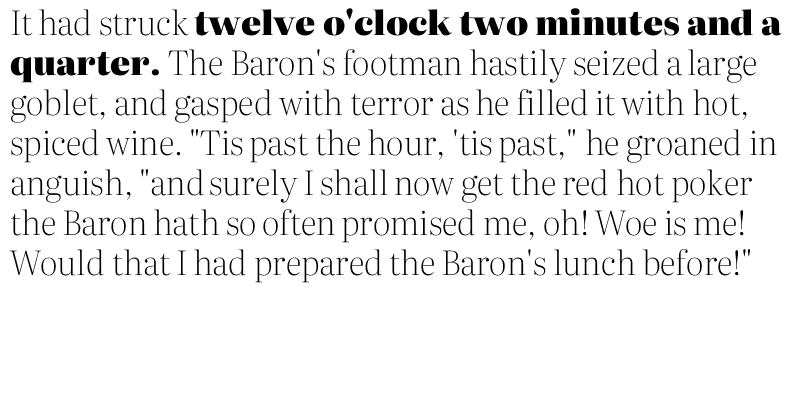 It had struck twelve o'clock two minutes and a
quarter. The Baron's footman hastily seized a large
goblet, and gasped with terror as he filled it with hot,
spiced wine. "Tis past the hour, 'tis past," he groaned in
anguish, "and surely I shall now get the red hot poker
the Baron hath so often promised me, oh! Woe is me!
Would that I had prepared the Baron's lunch before!"